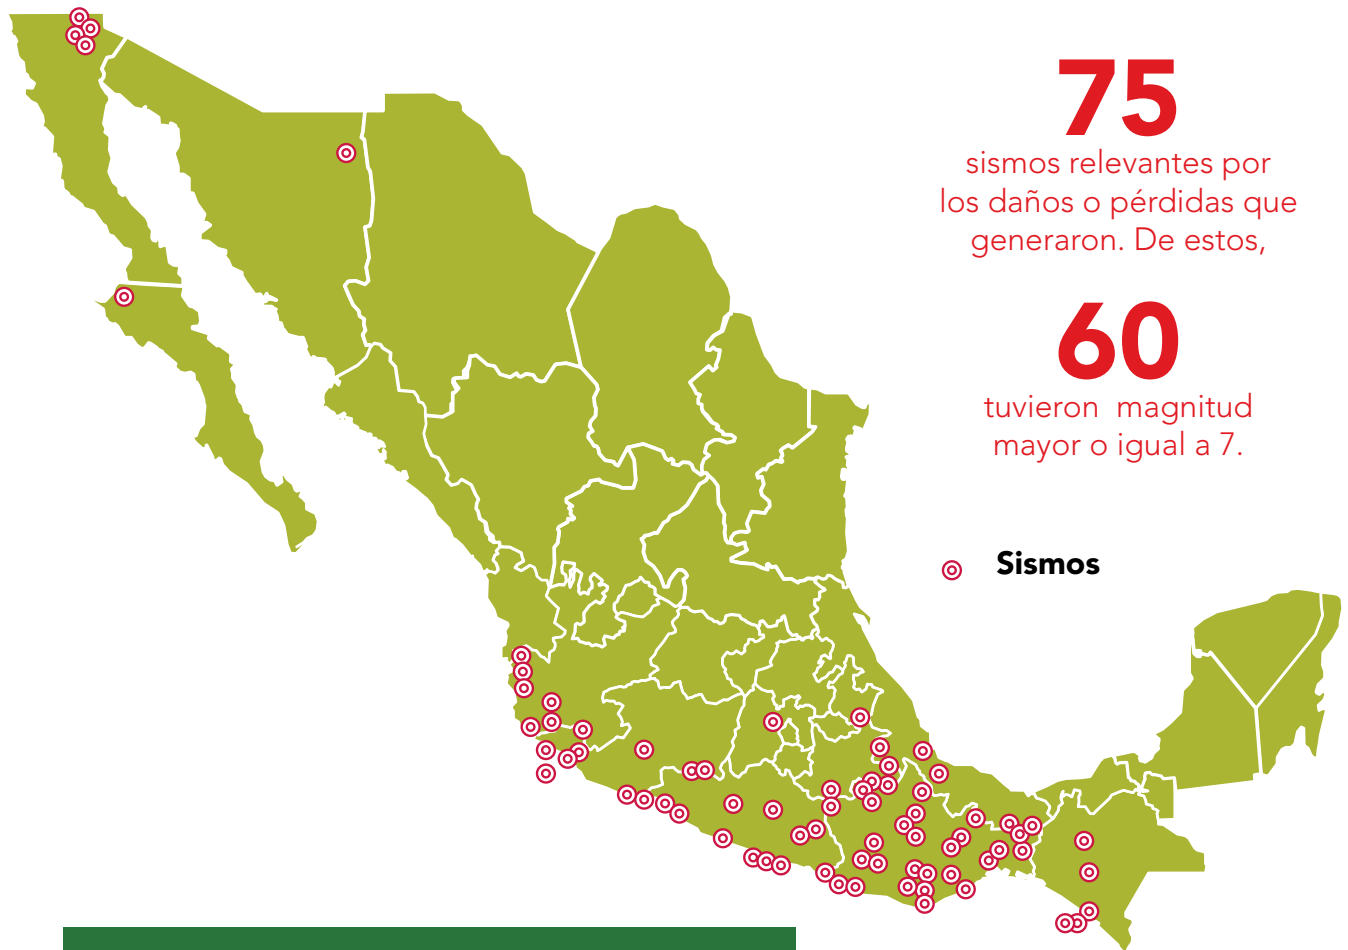 75
sismos relevantes por
los daños o pérdidas que
generaron. De estos,
60
tuvieron magnitud
mayor o igual a 7.
Sismos